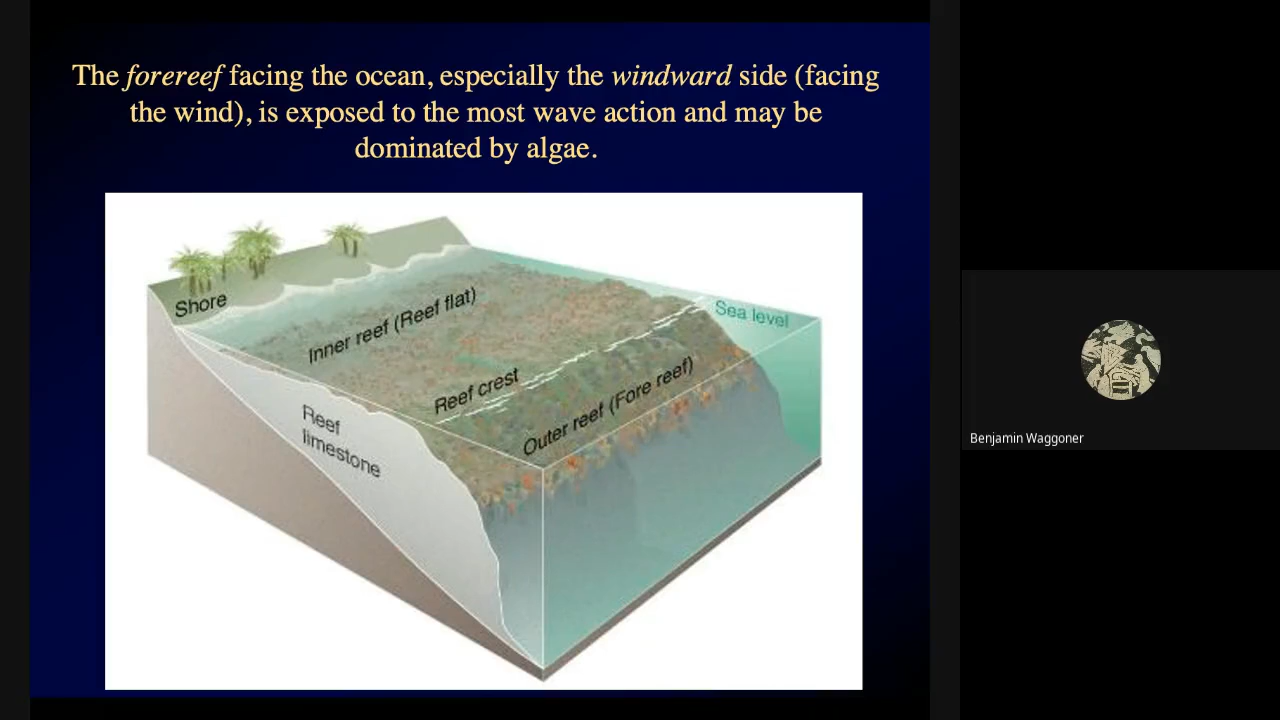 The forereef facing the ocean, especially the windward side (facing
the wind), is exposed to the most wave action and may be
dominated by algae.
Shore
Inner reef (Reef flat)
Sea level
Reef crest
Outer reef (Fore reef)
Reef
limestone
Benjamin Waggoner